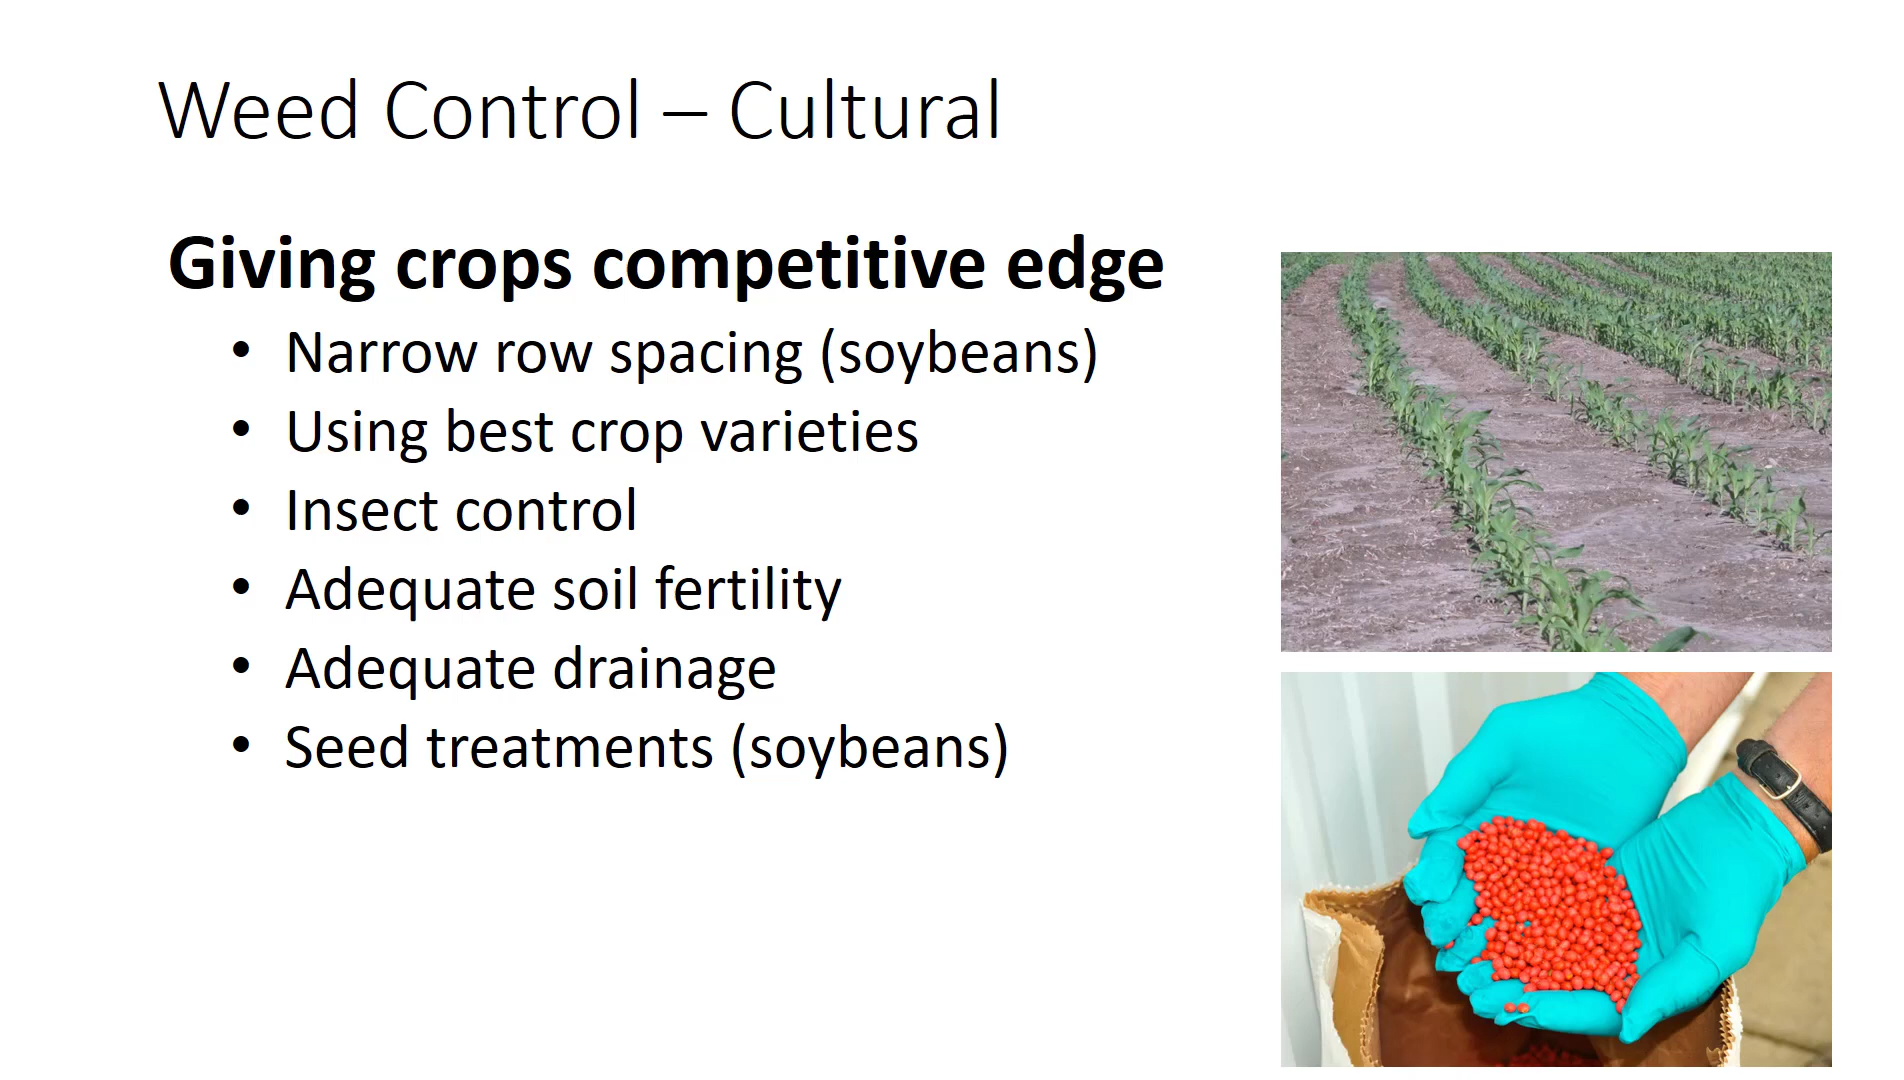 Weed Control – Cultural
Giving crops competitive edge
• Narrow row spacing (soybeans)
• Using best crop varieties
• Insect control
• Adequate soil fertility
• Adequate drainage
• Seed treatments (soybeans)